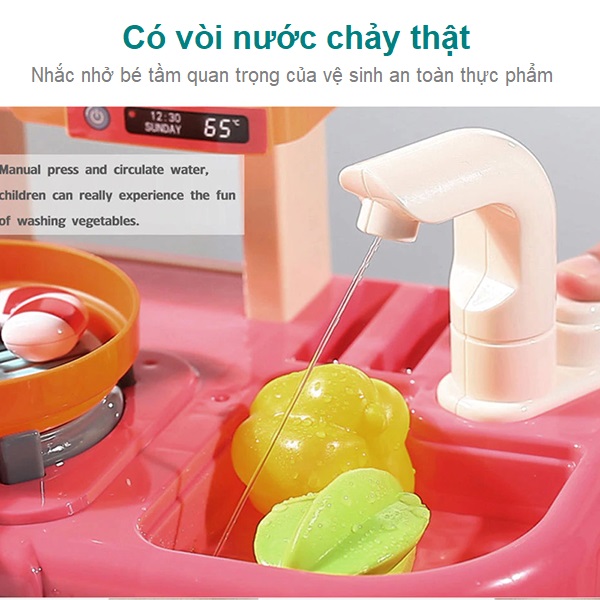 Có vòi nước chảy thật
Nhắc nhở bé tầm quan trọng của vệ sinh an toàn thực phẩm
12:30
SUNDAY
65℃
Manual press and circulate water,
children can really experience the fun
of washing vegetables.